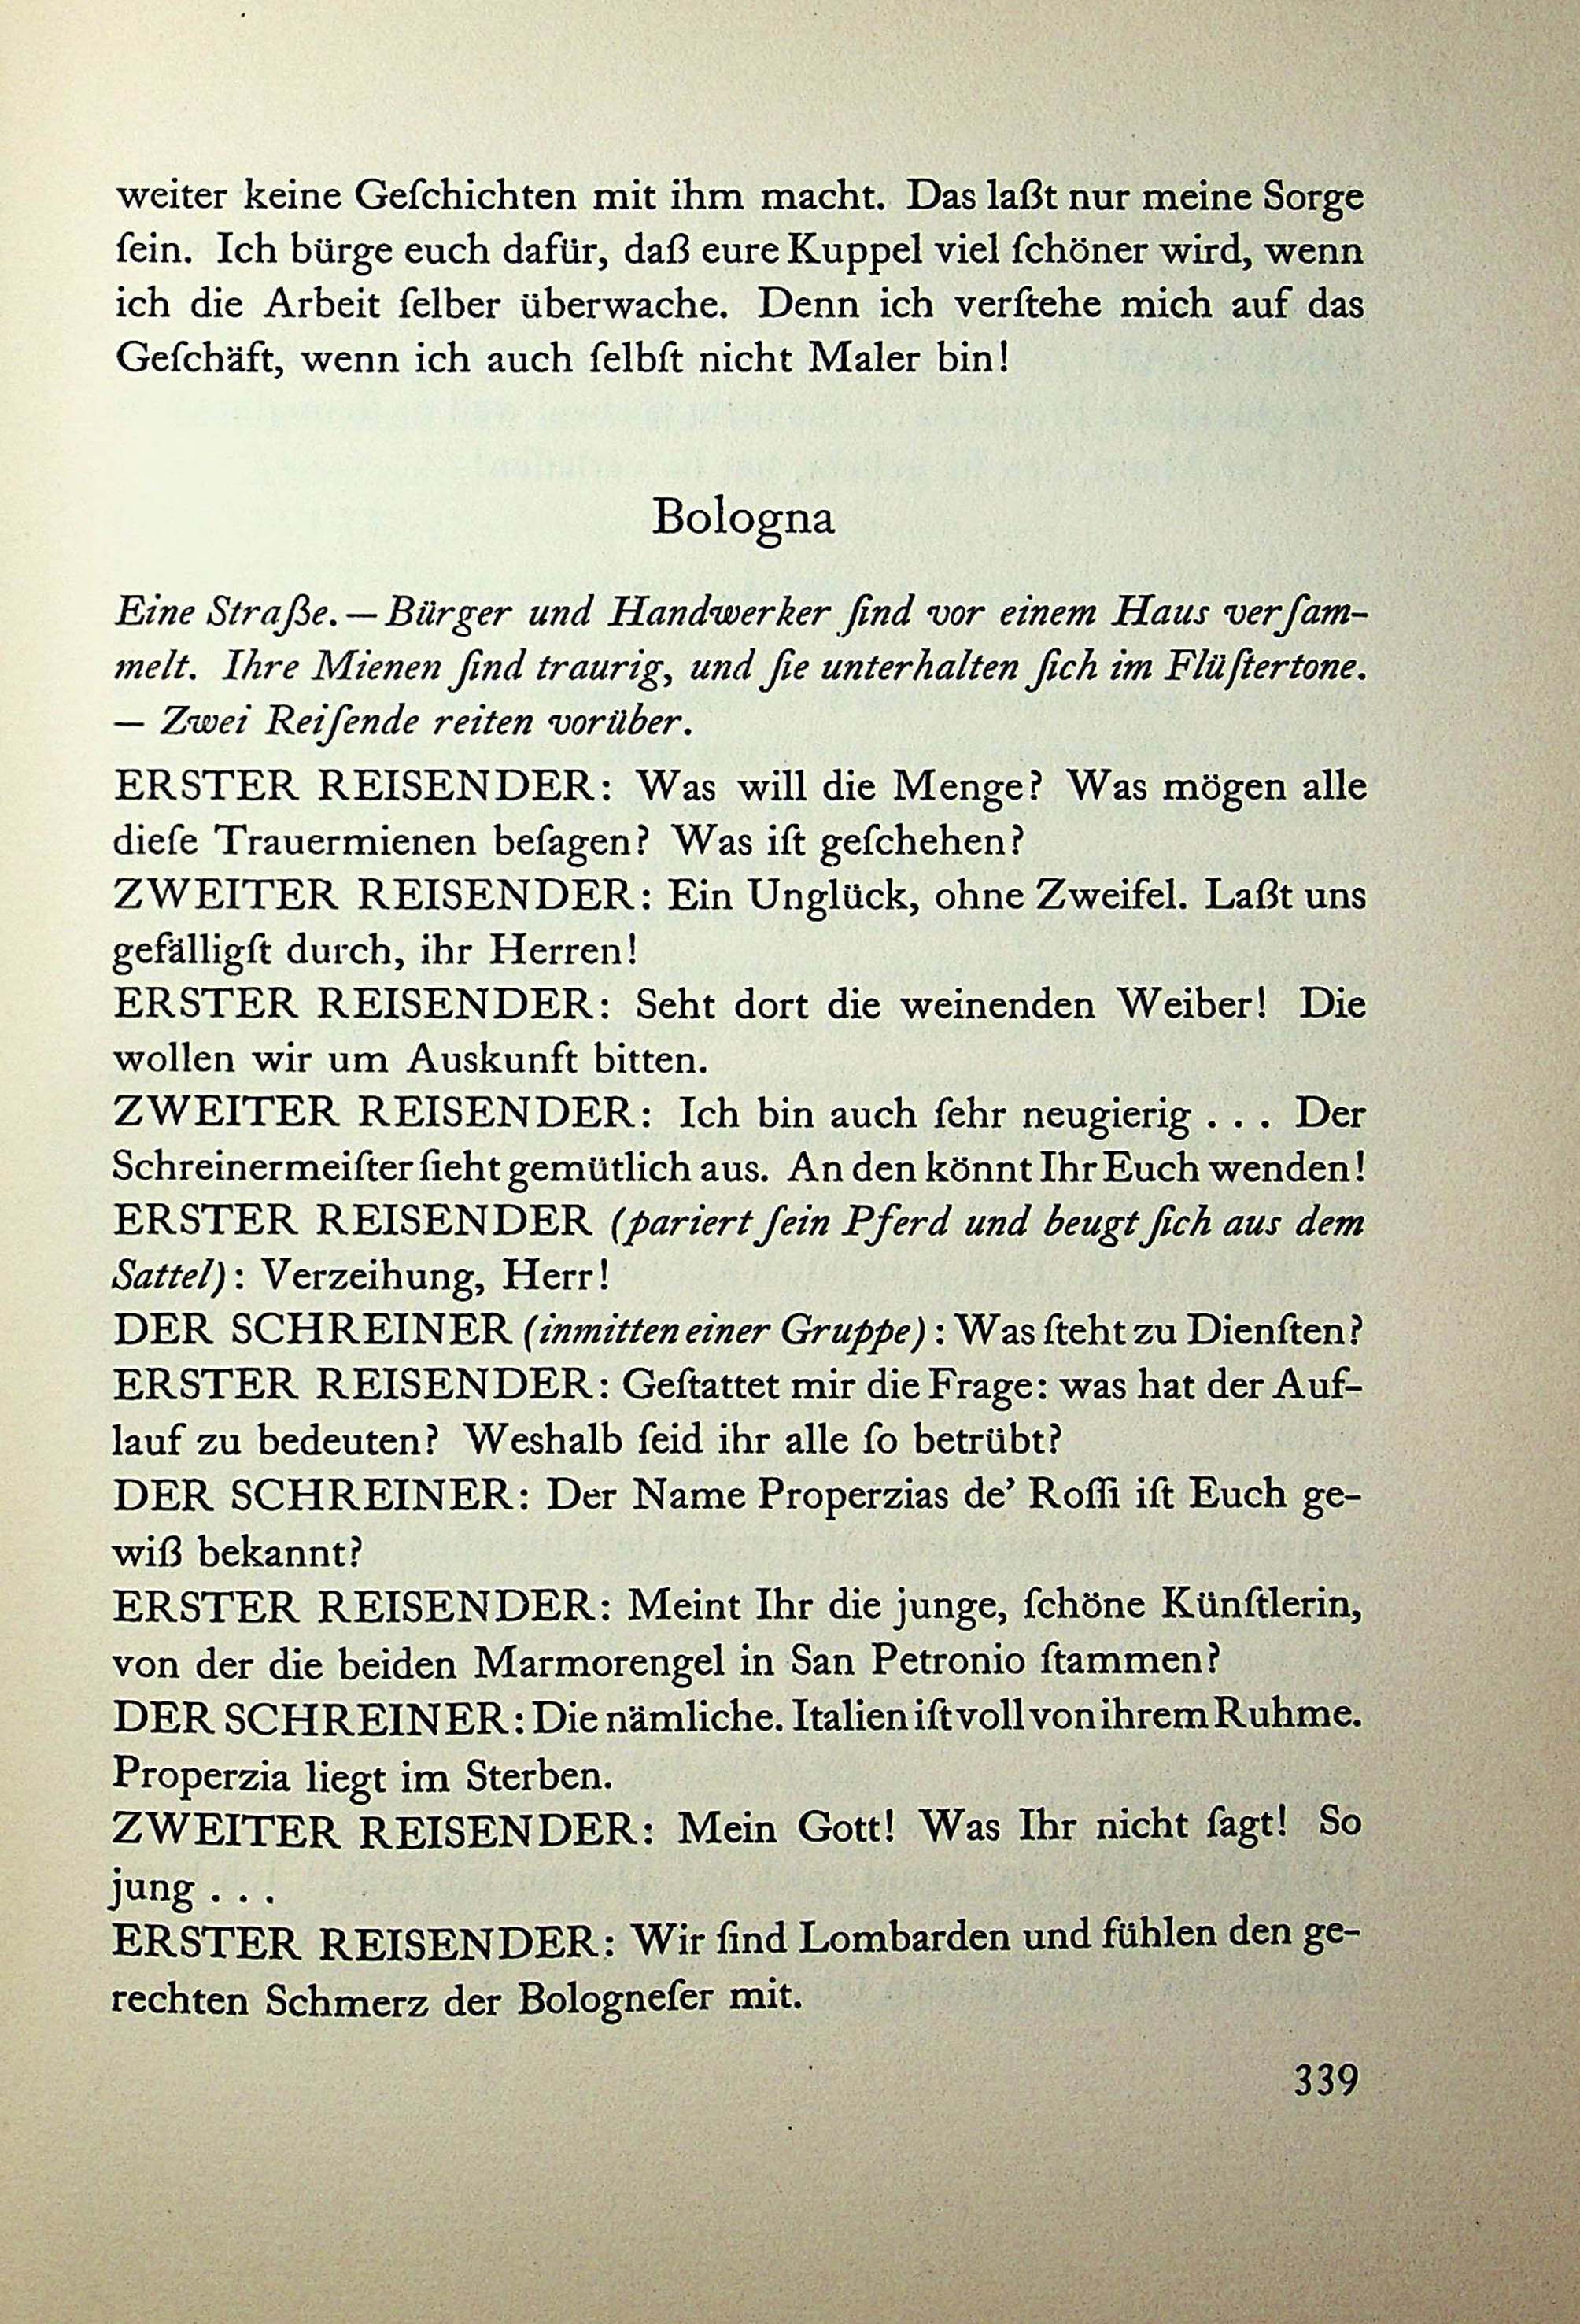 weiter keine Geſchichten mit ihm macht. Das laßt nur meine Sorge
ſein. Ich bürge euch dafür, daß eure Kuppel viel ſchöner wird, wenn
ich die Arbeit ſelber überwache. Denn ich verſtehe mich auf das
Geſchäft, wenn ich auch ſelbſt nicht Maler bin!
Bologna
Eine Straße. — Bürger und Handwerker ſind vor einem Haus verſam-
melt. Ihre Mienen ſind traurig, und ſie unterhalten ſich im Flüſtertone.
— Zwei Reiſende reiten vorüber.
ERSTER REISENDER: Was will die Menge? Was mögen alle
dieſe Trauermienen beſagen? Was iſt geſchehen?
ZWEITER REISENDER: Ein Unglück, ohne Zweifel. Laßt uns
gefälligſt durch, ihr Herren!
ERSTER REISENDER: Seht dort die weinenden Weiber! Die
wollen wir um Auskunft bitten.
ZWEITER REISENDER: Ich bin auch ſehr neugierig . . . Der
Schreinermeiſter ſieht gemütlich aus. An den könnt Ihr Euch wenden!
ERSTER REISENDER (pariert ſein Pferd und beugt ſich aus dem
Sattel): Verzeihung, Herr!
DER SCHREINER (inmitten einer Gruppe): Was ſteht zu Dienſten?
ERSTER REISENDER: Geſtattet mir die Frage: was hat der Auf-
lauf zu bedeuten? Weshalb ſeid ihr alle ſo betrübt?
DER SCHREINER: Der Name Properzias de’ Roſſi iſt Euch ge-
wiß bekannt?
ERSTER REISENDER: Meint Ihr die junge, ſchöne Künſtlerin,
von der die beiden Marmorengel in San Petronio ſtammen?
DER SCHREINER: Die nämliche. Italien iſt voll von ihrem Ruhme.
Properzia liegt im Sterben.
ZWEITER REISENDER: Mein Gott! Was Ihr nicht ſagt! So
jung . . .
ERSTER REISENDER: Wir ſind Lombarden und fühlen den ge-
rechten Schmerz der Bologneſer mit.
339